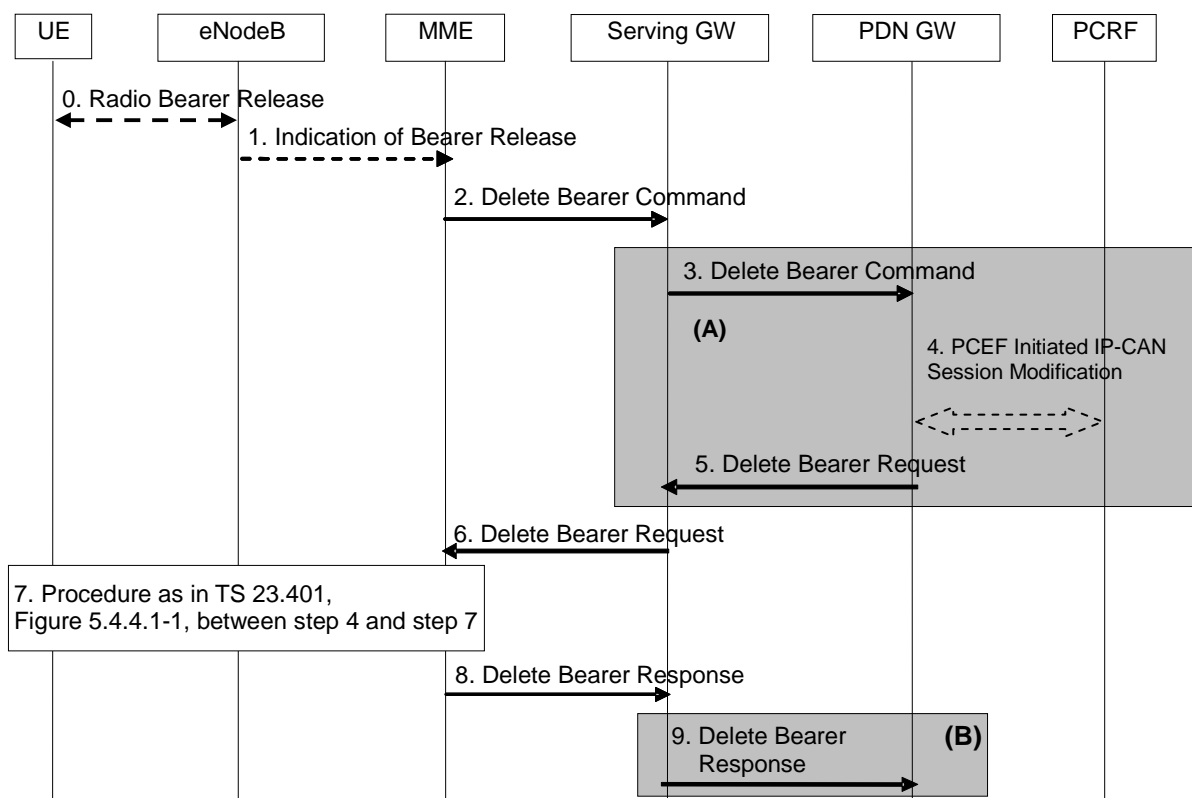 UE
eNodeB
MME
Serving GW
PDN GW
PCRF
0. Radio Bearer Release
1. Indication of Bearer Release
2. Delete Bearer Command
3. Delete Bearer Command
(A)
4. PCEF Initiated IP-CAN
Session Modification
5. Delete Bearer Request
6. Delete Bearer Request
7. Procedure as in TS 23.401,
Figure 5.4.4.1-1, between step 4 and step 7
8. Delete Bearer Response
9. Delete Bearer
Response
(B)